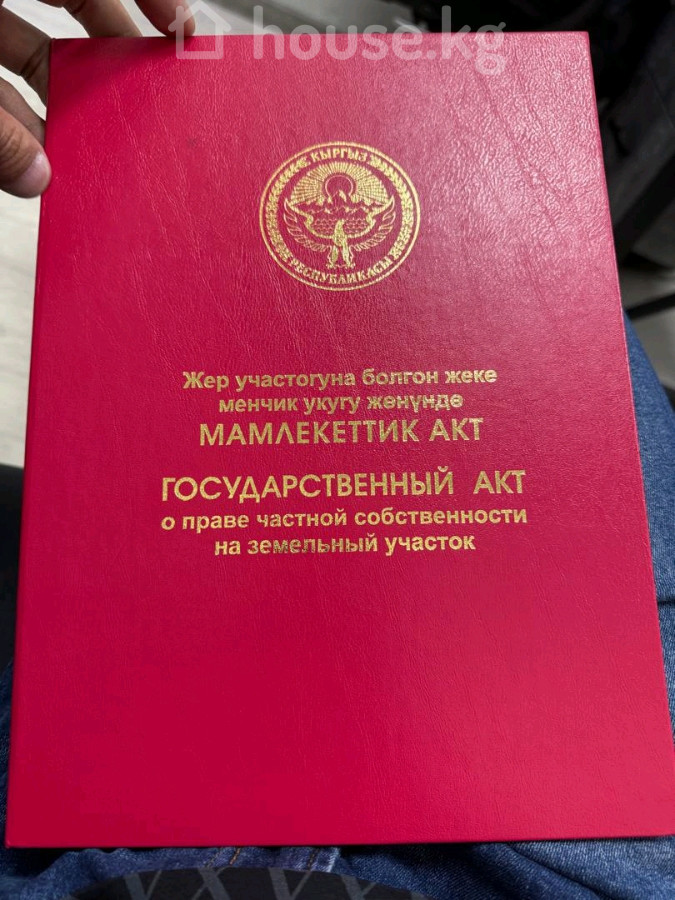 house.kg
КЫРГЫЗ
РЕСПУБЛИКАСЫ
Жер участогуна болгон жеке
менчик укугу жөнүндө
МАМЛЕКЕТТИК АКТ
ГОСУДАРСТВЕННЫЙ АКТ
о праве частной собственности
на земельный участок